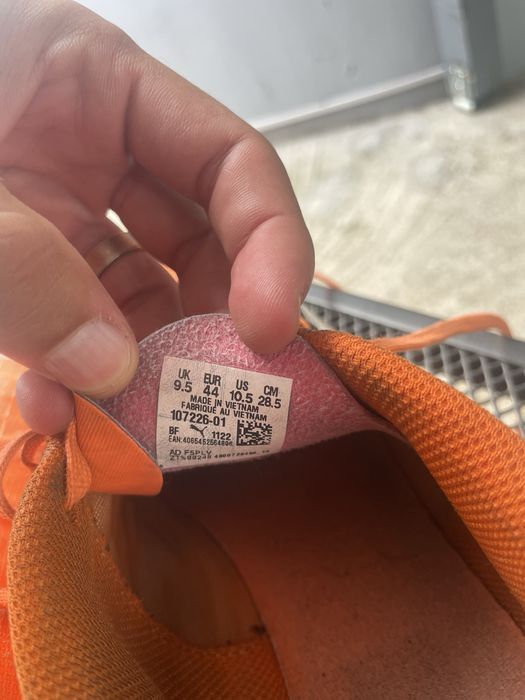 UK EUR US CM
9.5 44 10.5 28.5
MADE IN VIETNAM
FABRIQUÉ AU VIETNAM
107226-01
BF 1122